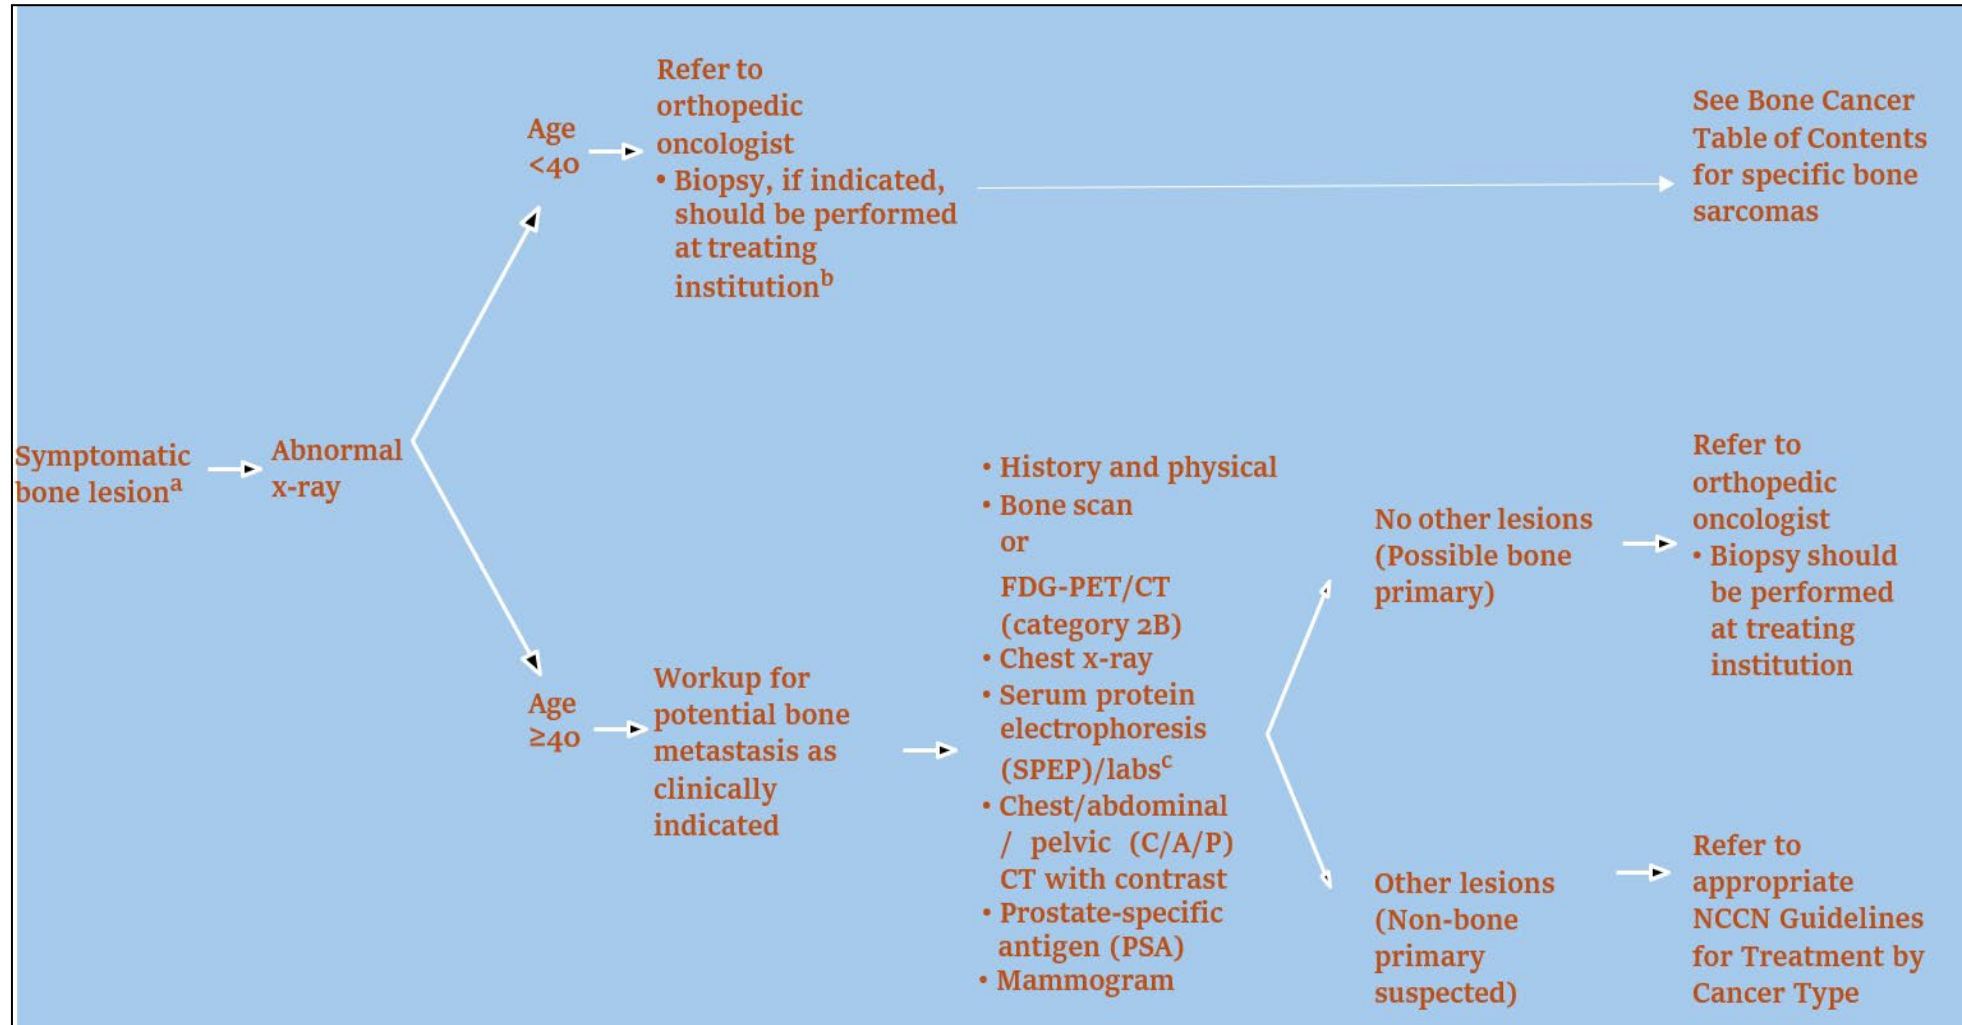 Symptomatic
bone lesionᵃ
Abnormal
x-ray
Age
<40
Refer to
orthopedic
oncologist
• Biopsy, if indicated,
should be performed
at treating
institutionᵇ
See Bone Cancer
Table of Contents
for specific bone
sarcomas
Age
≥40
Workup for
potential bone
metastasis as
clinically
indicated
• History and physical
• Bone scan
or
FDG-PET/CT
(category 2B)
• Chest x-ray
• Serum protein
electrophoresis
(SPEP)/labsᶜ
• Chest/abdominal
/ pelvic (C/A/P)
CT with contrast
• Prostate-specific
antigen (PSA)
• Mammogram
No other lesions
(Possible bone
primary)
Refer to
orthopedic
oncologist
• Biopsy should
be performed
at treating
institution
Other lesions
(Non-bone
primary
suspected)
Refer to
appropriate
NCCN Guidelines
for Treatment by
Cancer Type